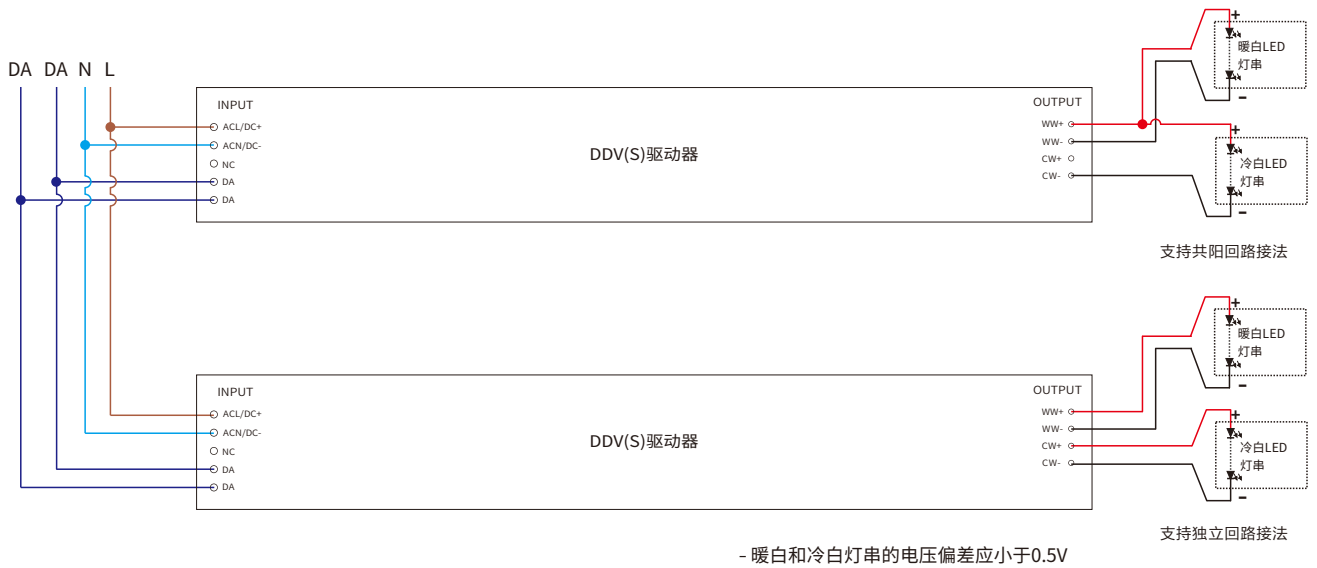 DA DA N L
INPUT
ACL/DC+
ACN/DC-
NC
DA
DA
DDV(S)驱动器
OUTPUT
WW+
WW-
CW+
CW-
+
暖白LED
灯串
-
+
冷白LED
灯串
-
支持共阳回路接法
INPUT
ACL/DC+
ACN/DC-
NC
DA
DA
DDV(S)驱动器
OUTPUT
WW+
WW-
CW+
CW-
+
暖白LED
灯串
-
+
冷白LED
灯串
-
支持独立回路接法
- 暖白和冷白灯串的电压偏差应小于0.5V